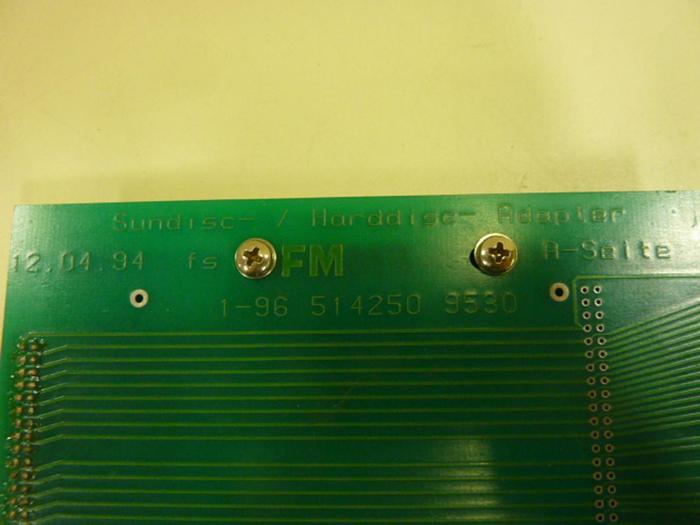 Sundisc- / Harddisc- Adapter
12.04.94 fs FM A-Seite
1-96 514250 9530